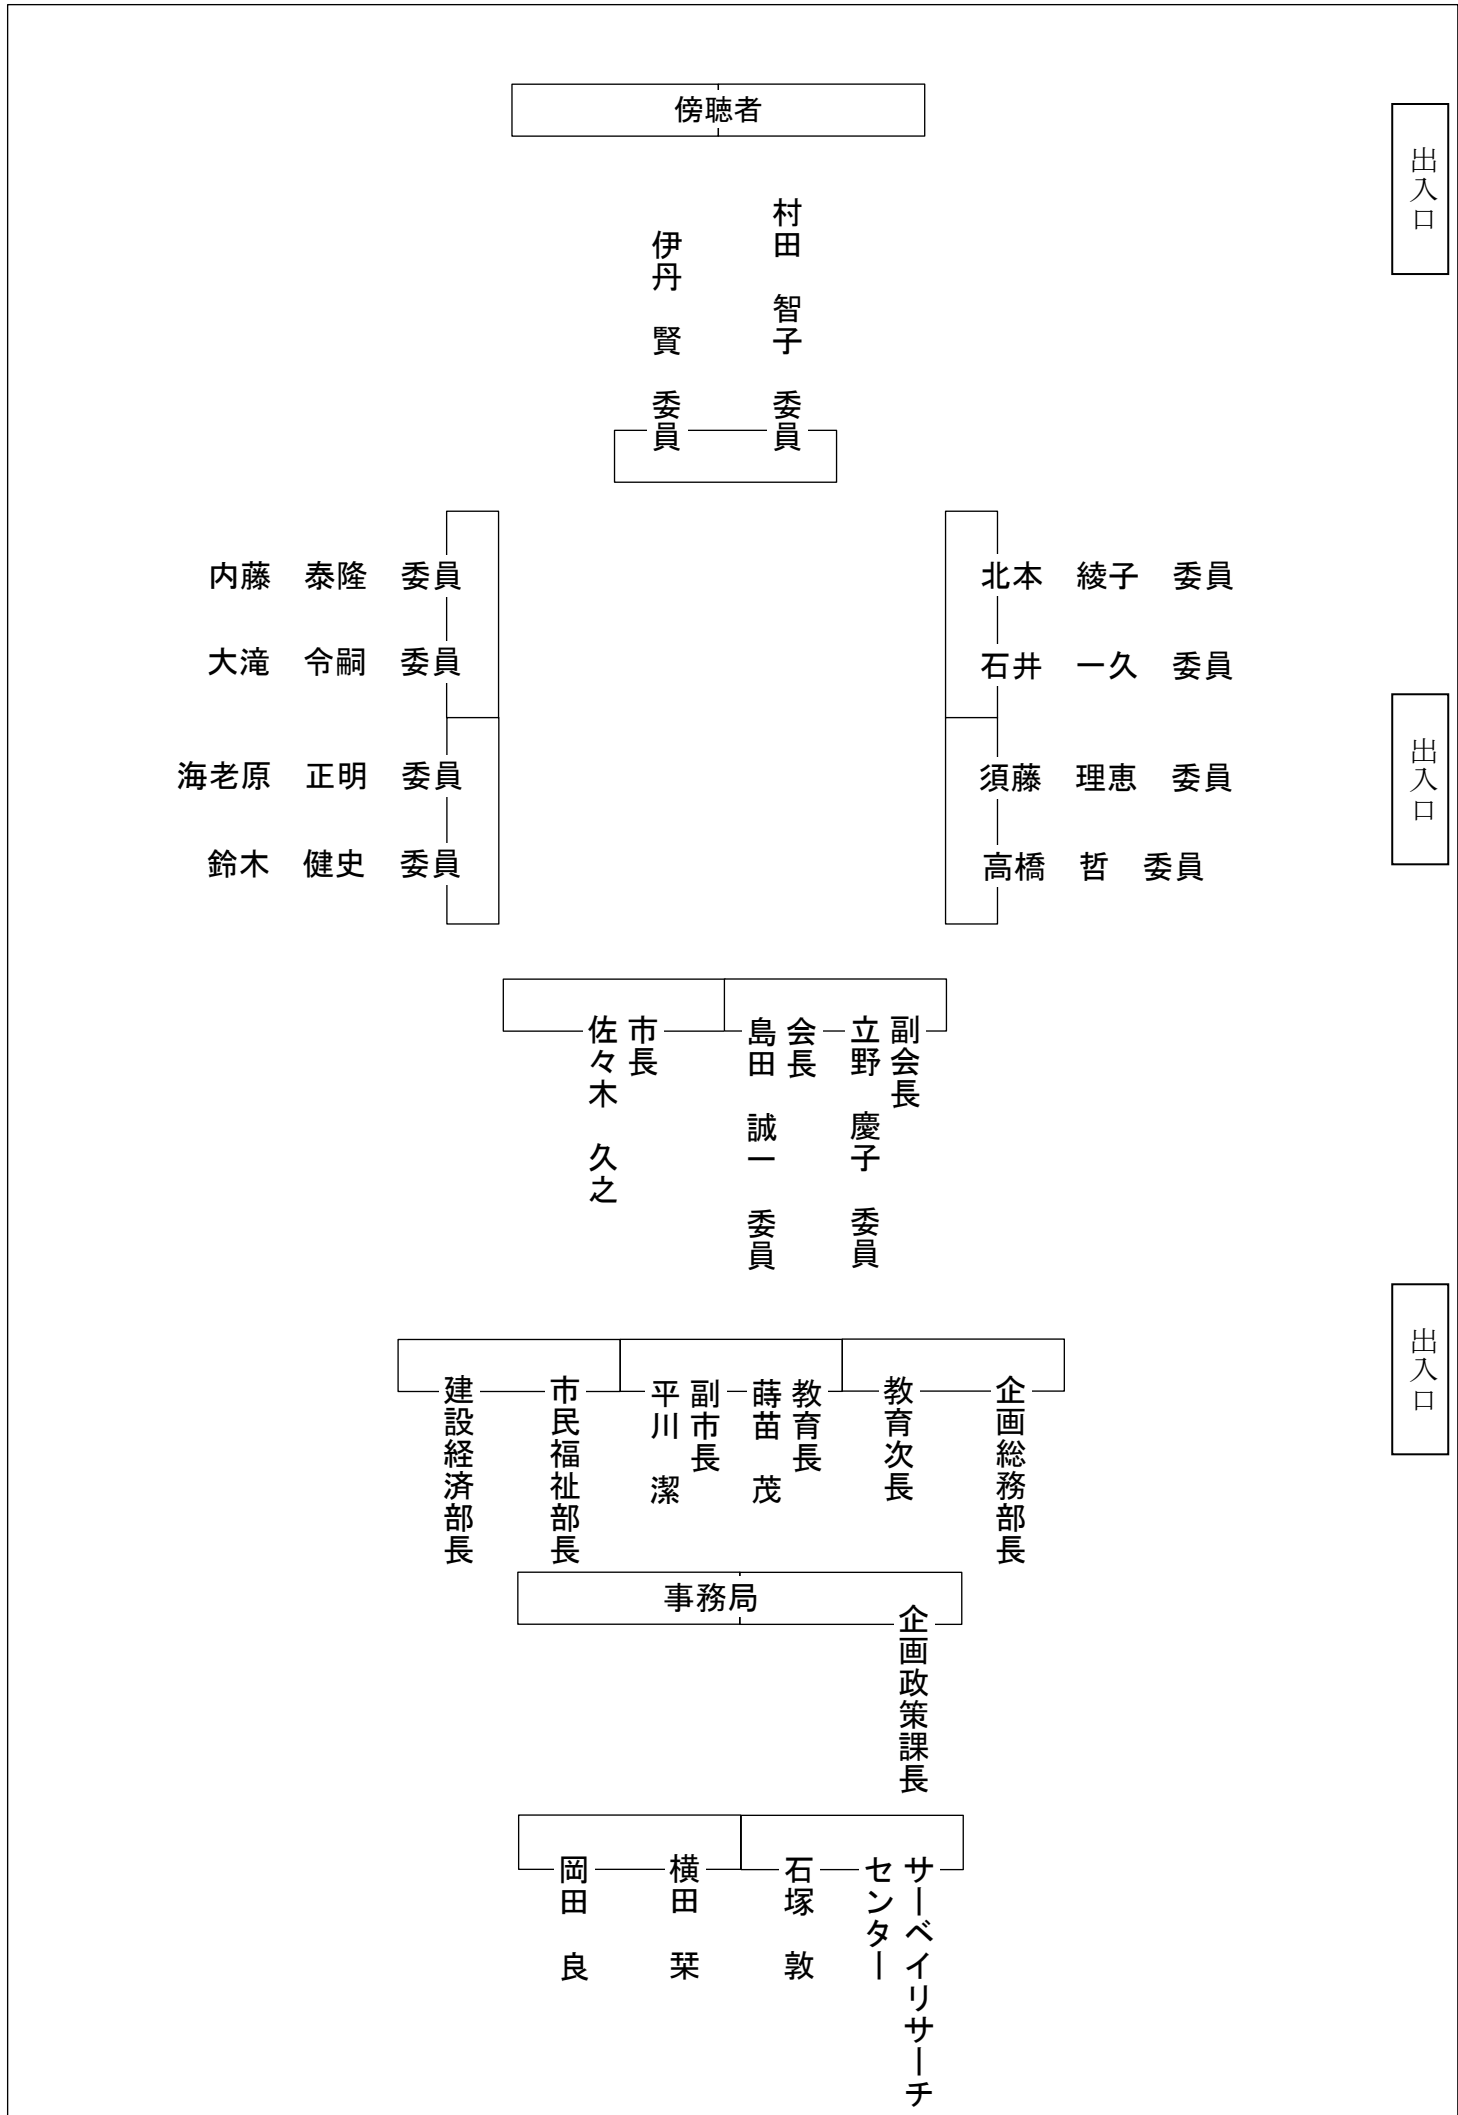 傍聴者
出入口
村田　智子　委員
伊丹　賢　委員
内藤　泰隆　委員
北本　綾子　委員
大滝　令嗣　委員
石井　一久　委員
出入口
海老原　正明　委員
須藤　理恵　委員
鈴木　健史　委員
高橋　哲　委員
副会長
立野　慶子　委員
会長
島田　誠一　委員
市長
佐々木　久之
出入口
企画総務部長
教育次長
教育長
蒔苗　茂
副市長
平川　潔
市民福祉部長
建設経済部長
事務局
企画政策課長
サーベイリサーチ
センター
石塚　敦
横田　栞
岡田　良